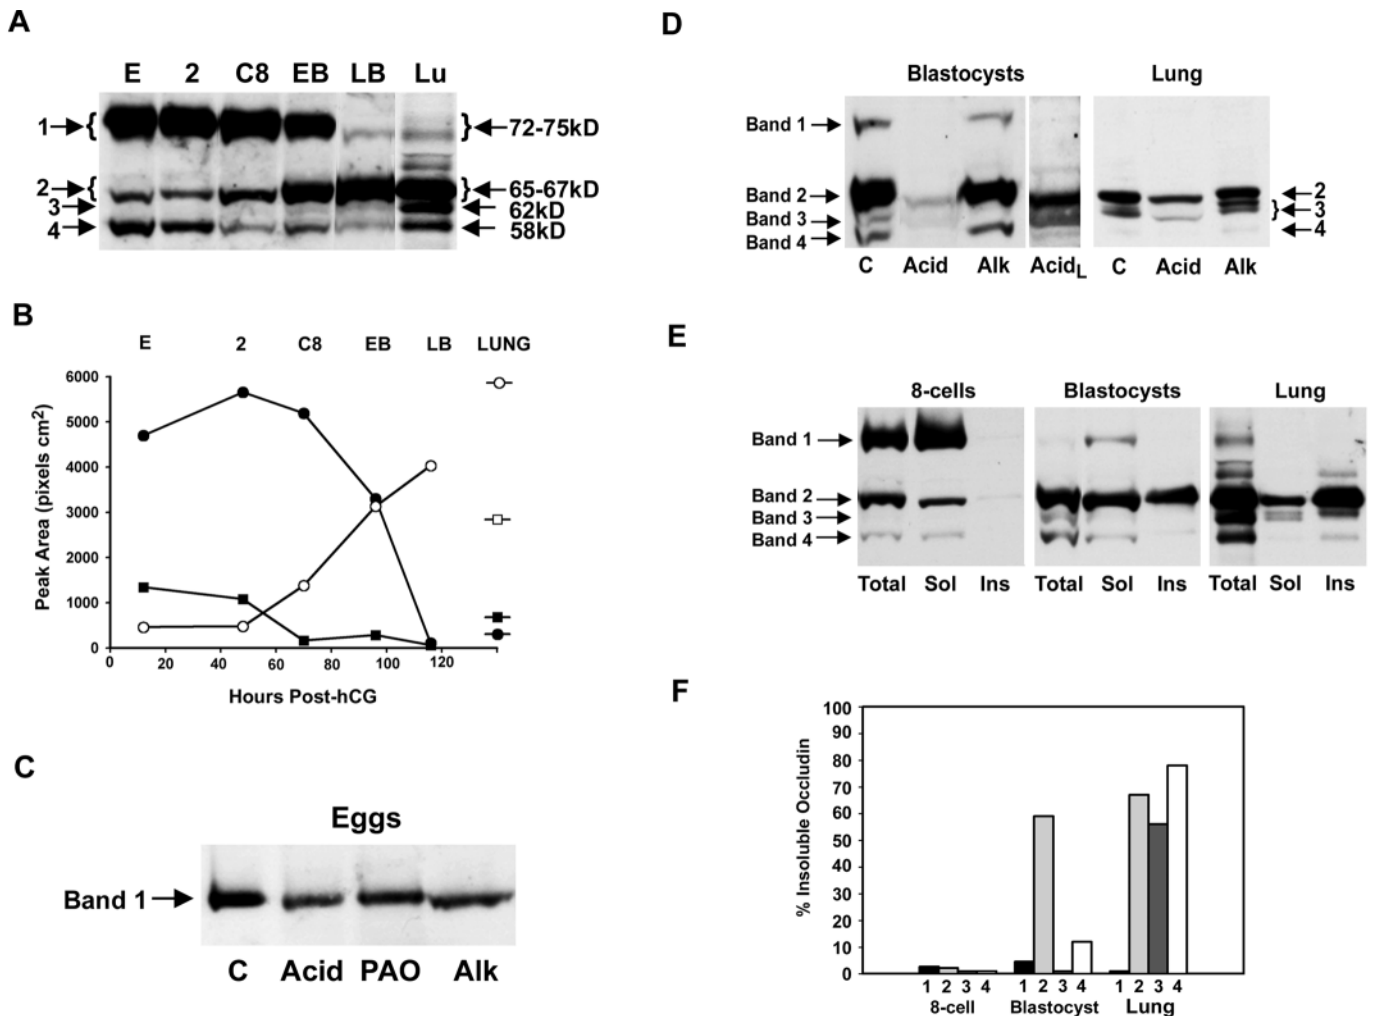 A
E 2 C8 EB LB Lu
1 { } 72-75kD
2 { } 65-67kD
3 62kD
4 58kD
B
E 2 C8 EB LB LUNG
Peak Area (pixels cm2)
6000
5000
4000
3000
2000
1000
0
0 20 40 60 80 100 120
Hours Post-hCG
C
Eggs
Band 1
C Acid PAO Alk
D
Blastocysts Lung
Band 1
Band 2 2
Band 3 } 3
Band 4 4
C Acid Alk AcidL C Acid Alk
E
8-cells Blastocysts Lung
Band 1
Band 2
Band 3
Band 4
Total Sol Ins Total Sol Ins Total Sol Ins
F
% Insoluble Occludin
100
90
80
70
60
50
40
30
20
10
0
1 2 3 4 1 2 3 4 1 2 3 4
8-cell Blastocyst Lung